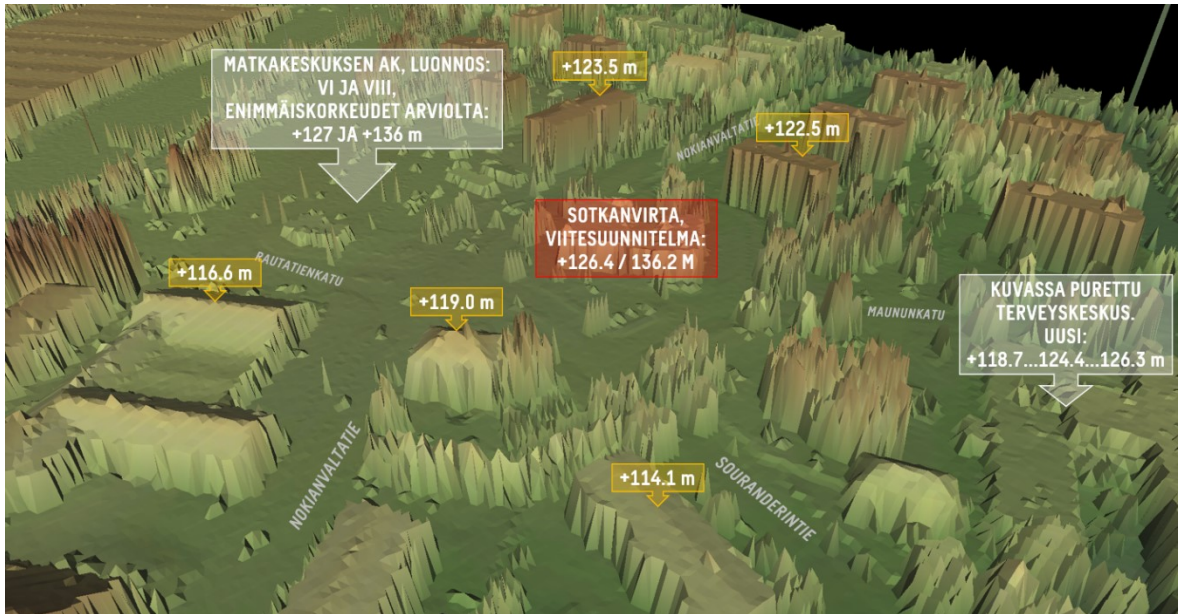 MATKAKESKUKSEN AK, LUONNOS:
VI JA VIII,
ENIMMÄISKORKEUDET ARVIOLTA:
+127 JA +136 m
+123.5 m
NOKIANVALTATIE
+122.5 m
SOTKANVIRTA,
VIITESUUNNITELMA:
+126.4 / 136.2 M
RAUTATIENKATU
+116.6 m
+119.0 m
MAUNUNKATU
KUVASSA PURETTU
TERVEYSKESKUS.
UUSI:
+118.7...124.4...126.3 m
NOKIANVALTATIE
+114.1 m
SOURANDERINTIE